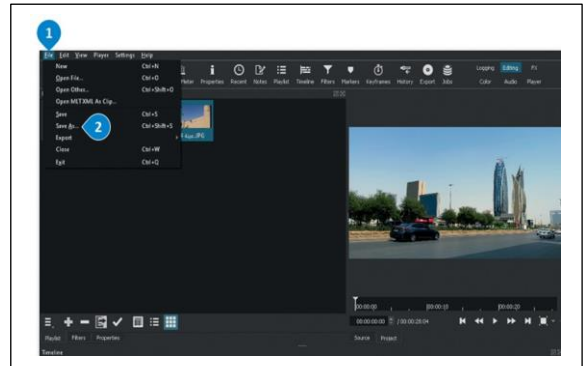 1
File Edit View Player Settings Help
New Ctrl+N
Open File... Ctrl+O
Open Other... Ctrl+Shift+O
Open MLT XML As Clip...
Save Ctrl+S
Save As... 2 Ctrl+Shift+S
Export
Close Ctrl+W
Exit Ctrl+Q
Properties Recent Notes Playlist Timeline Filters Markers Keyframes History Export Jobs
Logging Editing FX
Color Audio Player
00:00:00 00:00:10 00:00:20
00:00:00:00 / 00:00:28:04
Playlist Filters Properties
Source Project
Timeline